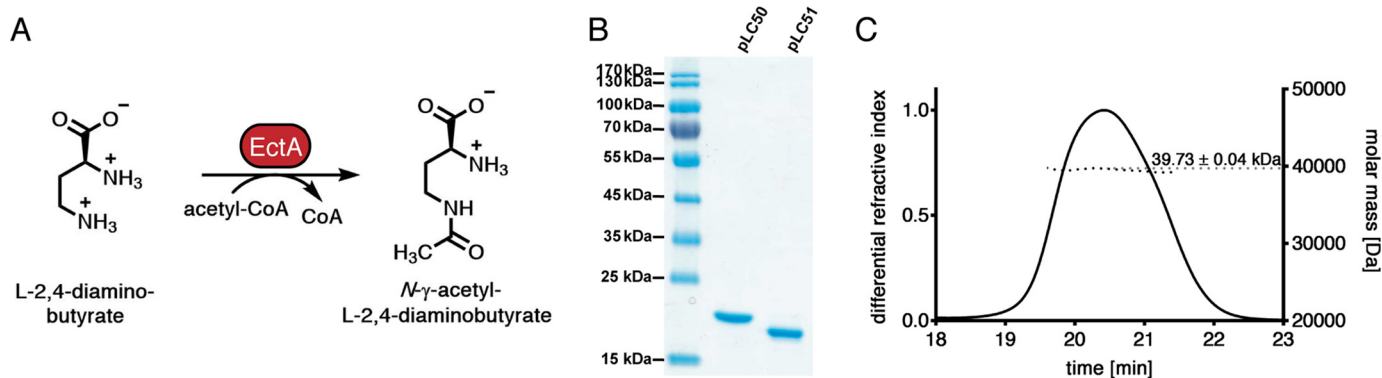 A
O
O−
+
NH3
+
NH3
L-2,4-diamino-
butyrate
EctA
acetyl-CoA
CoA
O
O−
+
NH3
NH
H3C
O
N-γ-acetyl-
L-2,4-diaminobutyrate
B
pLC50
pLC51
170 kDa
130 kDa
100 kDa
70 kDa
55 kDa
45 kDa
35 kDa
25 kDa
15 kDa
C
differential refractive index
1.0
0.5
0.0
18
19
20
21
22
23
time [min]
39.73 ± 0.04 kDa
50000
40000
30000
20000
molar mass [Da]